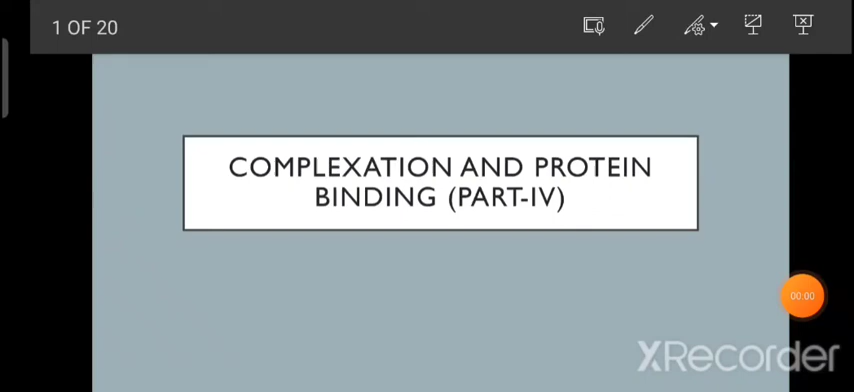 1 OF 20
COMPLEXATION AND PROTEIN
BINDING (PART-IV)
00:00
XRecorder